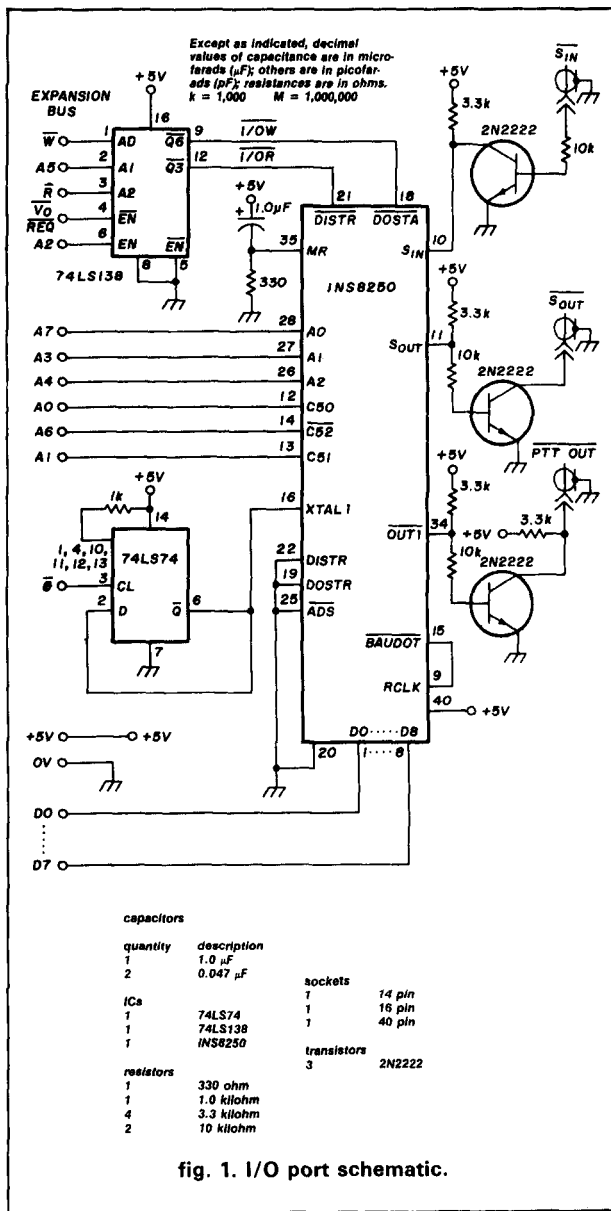 Except as indicated, decimal
values of capacitance are in micro-
farads (μF); others are in picofar-
ads (pF); resistances are in ohms.
k = 1,000 M = 1,000,000
EXPANSION
BUS
+5V
16
W 1 AD Q6 9 I/OW
A5 2 A1 Q3 12 I/OR
R 3 A2
VO 4 EN
REQ
A2 6 EN EN
8 5
74LS138
+5V
+ 1.0μF
330
21 18
DISTR DOSTA
35 MR
INS8250
+5V
3.3k
2N2222
SIN
10k
10
SIN
A7 28 A0
A3 27 A1
A4 26 A2
A0 12 C50
A6 14 C52
A1 13 C51
+5V
3.3k
11
SOUT
10k
2N2222
SOUT
+5V
1k
14
1, 4, 10,
11, 12, 13
74LS74
Φ 3 CL
2 D Q 6
7
16 XTAL 1
22 DISTR
19 DOSTR
25 ADS
+5V
3.3k
34
OUT1
10k
+5V
3.3k
2N2222
PTT OUT
BAUDOT 15
RCLK 9
40 +5V
20
D0 · · · · · D8
1 · · · · 8
+5V +5V
0V
D0
D7
capacitors
quantity description
1 1.0 μF
2 0.047 μF
ICs
1 74LS74
1 74LS138
1 INS8250
resistors
1 330 ohm
1 1.0 kilohm
4 3.3 kilohm
2 10 kilohm
sockets
1 14 pin
1 16 pin
1 40 pin
transistors
3 2N2222
fig. 1. I/O port schematic.